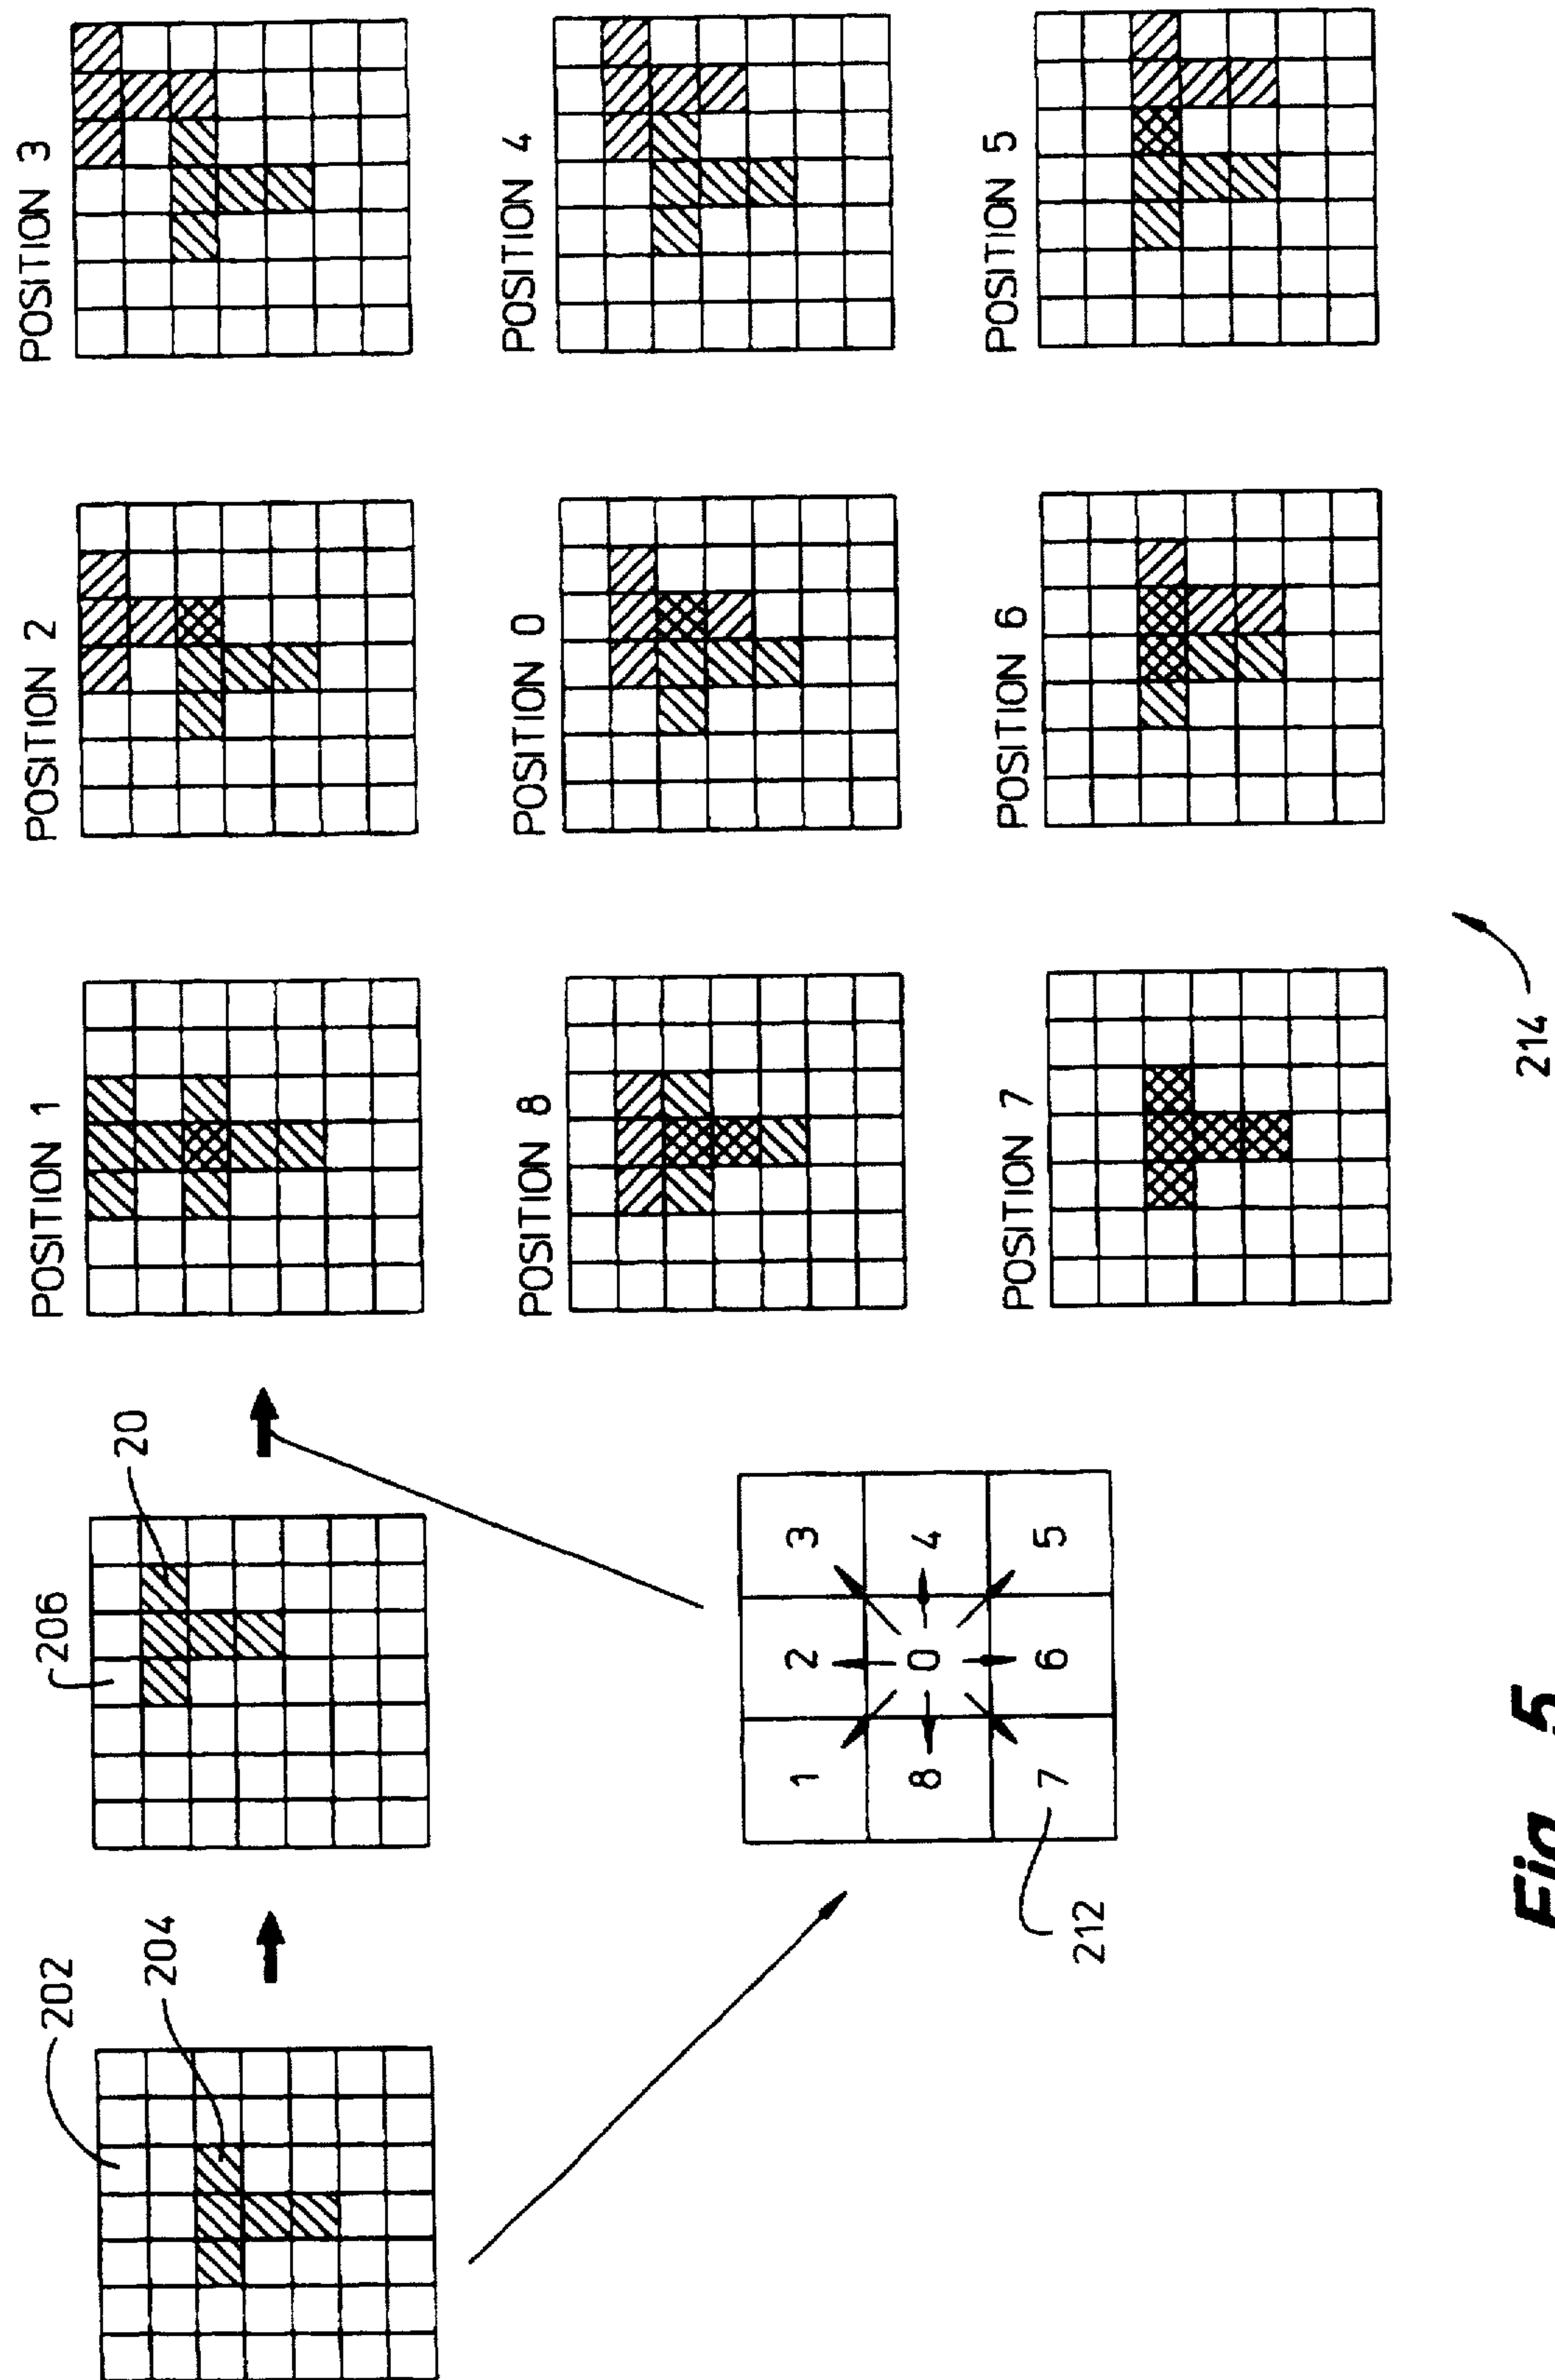 202
204
206
20
POSITION 1
POSITION 2
POSITION 3
1
2
3
8
0
4
7
6
5
212
POSITION 8
POSITION 0
POSITION 4
POSITION 7
POSITION 6
POSITION 5
214
Fig. 5